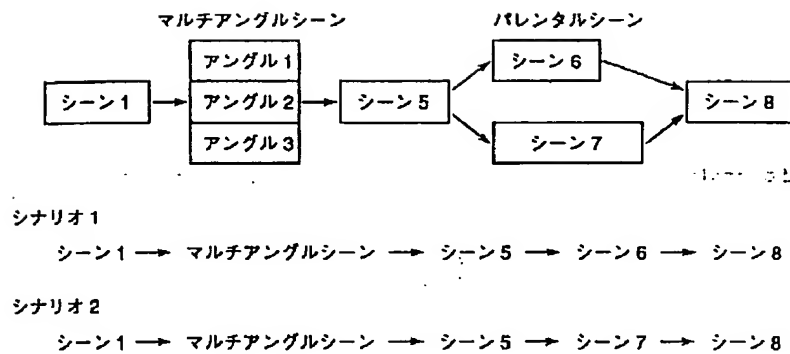 マルチアングルシーン パレンタルシーン
アングル1
シーン6
シーン1 アングル2 シーン5 シーン8
アングル3 シーン7
シナリオ1
シーン1 → マルチアングルシーン → シーン5 → シーン6 → シーン8
シナリオ2
シーン1 → マルチアングルシーン → シーン5 → シーン7 → シーン8